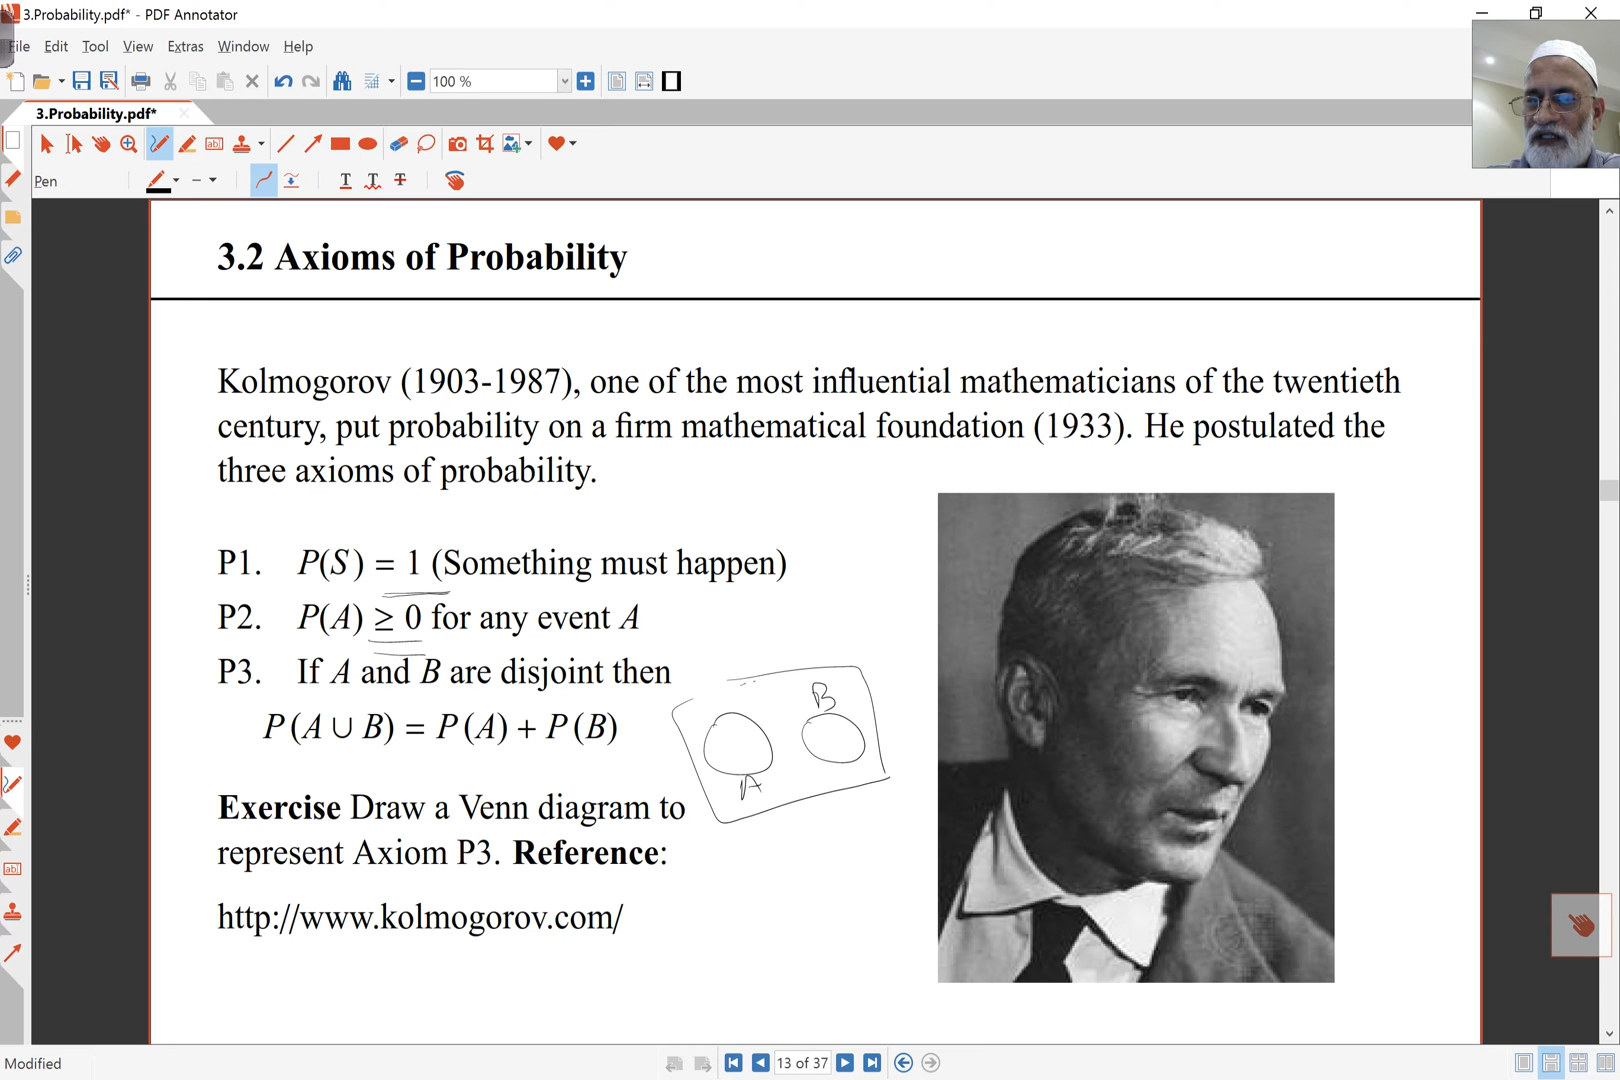 3.Probability.pdf* - PDF Annotator
File Edit Tool View Extras Window Help
100 %
3.Probability.pdf*
Pen
3.2 Axioms of Probability
Kolmogorov (1903-1987), one of the most influential mathematicians of the twentieth
century, put probability on a firm mathematical foundation (1933). He postulated the
three axioms of probability.
P1. P(S) = 1 (Something must happen)
P2. P(A) ≥ 0 for any event A
P3. If A and B are disjoint then
P(A ∪ B) = P(A) + P(B)
B
A
Exercise Draw a Venn diagram to
represent Axiom P3. Reference:
http://www.kolmogorov.com/
Modified
13 of 37